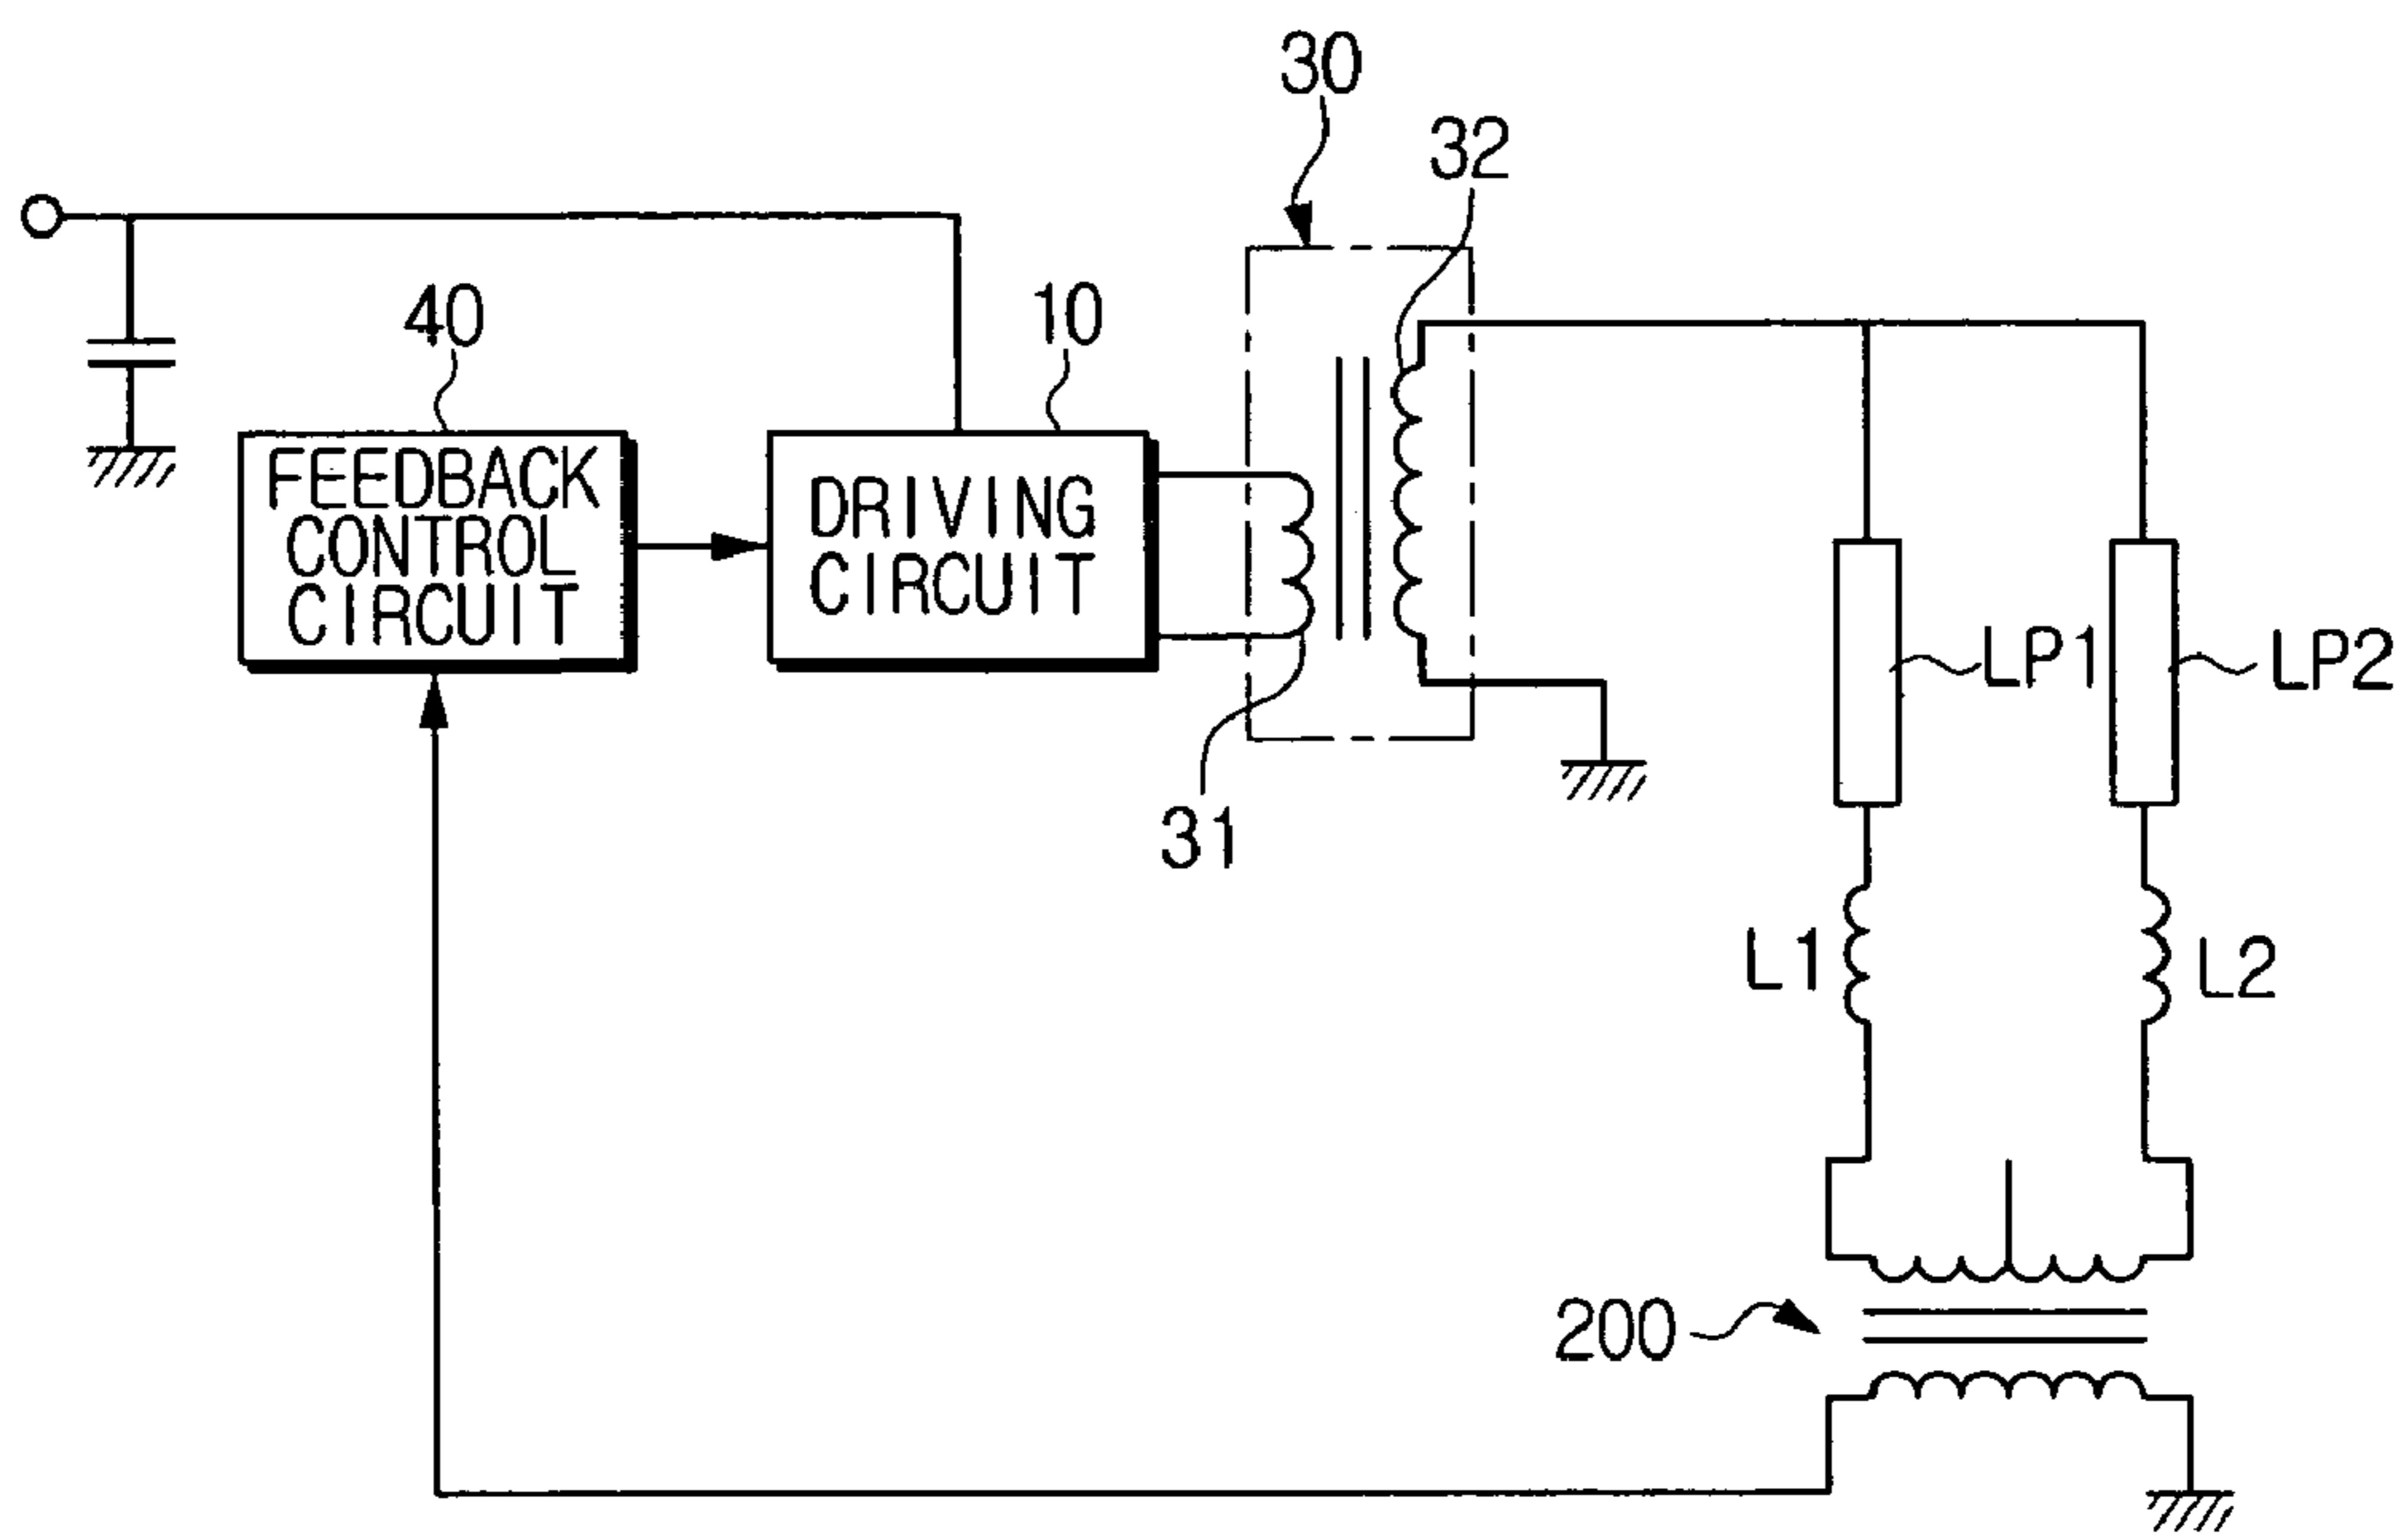 30
32
40
10
FEEDBACK
CONTROL
CIRCUIT
DRIVING
CIRCUIT
LP1
LP2
31
L1
L2
200